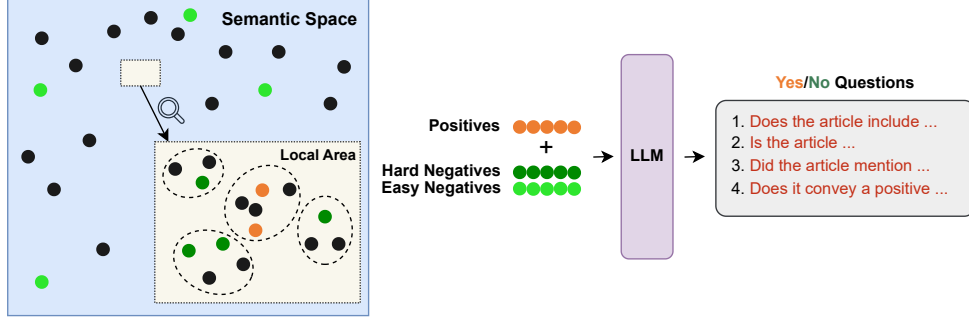 Semantic Space
Local Area
Positives
+
Hard Negatives
Easy Negatives
LLM
Yes/No Questions
1. Does the article include ...
2. Is the article ...
3. Did the article mention ...
4. Does it convey a positive ...